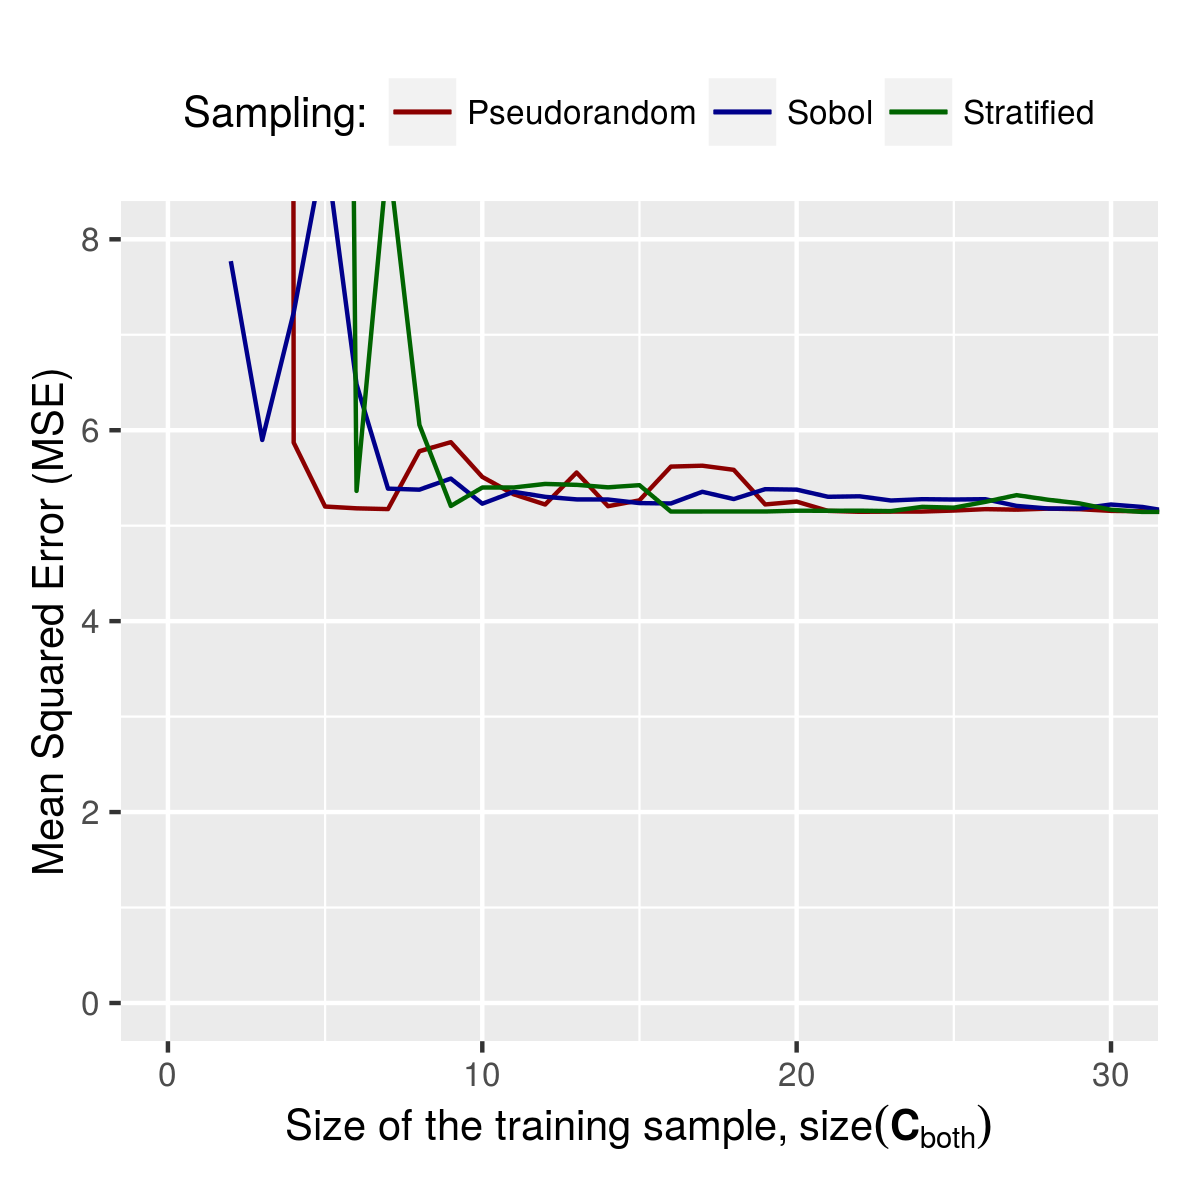 Sampling: Pseudorandom Sobol Stratified
Mean Squared Error (MSE)
8
6
4
2
0
0 10 20 30
Size of the training sample, size(C_both)